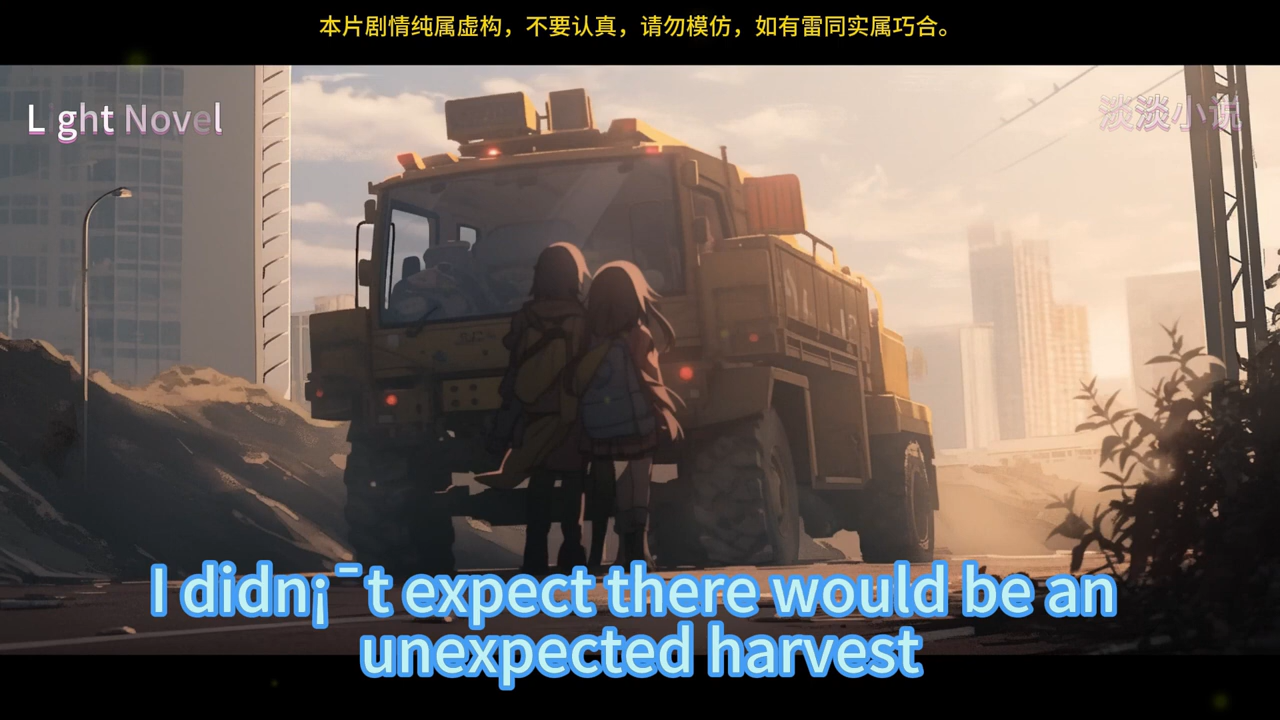 本片剧情纯属虚构，不要认真，请勿模仿，如有雷同实属巧合。
Light Novel
淡淡小说
I didn¡¯t expect there would be an
unexpected harvest